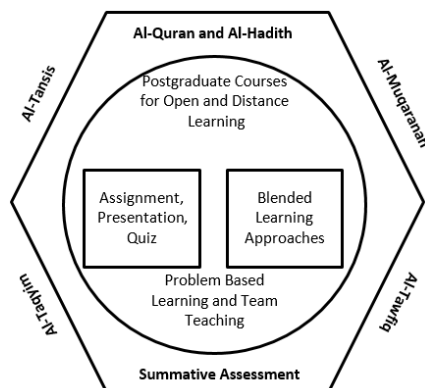 Al-Quran and Al-Hadith
Al-Tansis
Al-Muqaranah
Postgraduate Courses
for Open and Distance
Learning
Assignment,
Presentation,
Quiz
Blended
Learning
Approaches
Problem Based
Learning and Team
Teaching
Al-Taqyim
Al-Tawfiq
Summative Assessment